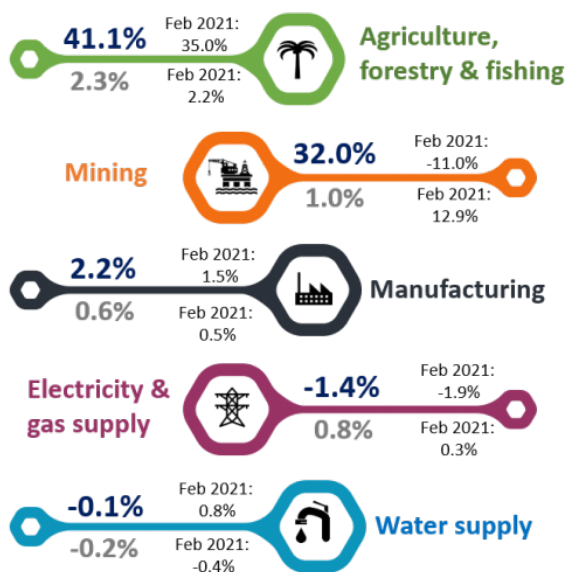 41.1%
Feb 2021:
35.0%
2.3%
Feb 2021:
2.2%
Agriculture,
forestry & fishing
Mining
32.0%
Feb 2021:
-11.0%
1.0%
Feb 2021:
12.9%
2.2%
Feb 2021:
1.5%
0.6%
Feb 2021:
0.5%
Manufacturing
Electricity &
gas supply
-1.4%
Feb 2021:
-1.9%
0.8%
Feb 2021:
0.3%
-0.1%
Feb 2021:
0.8%
-0.2%
Feb 2021:
-0.4%
Water supply